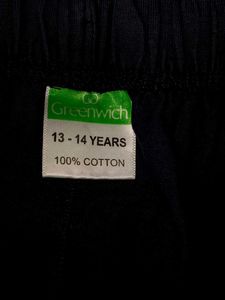 Greenwich
13 - 14 YEARS
100% COTTON